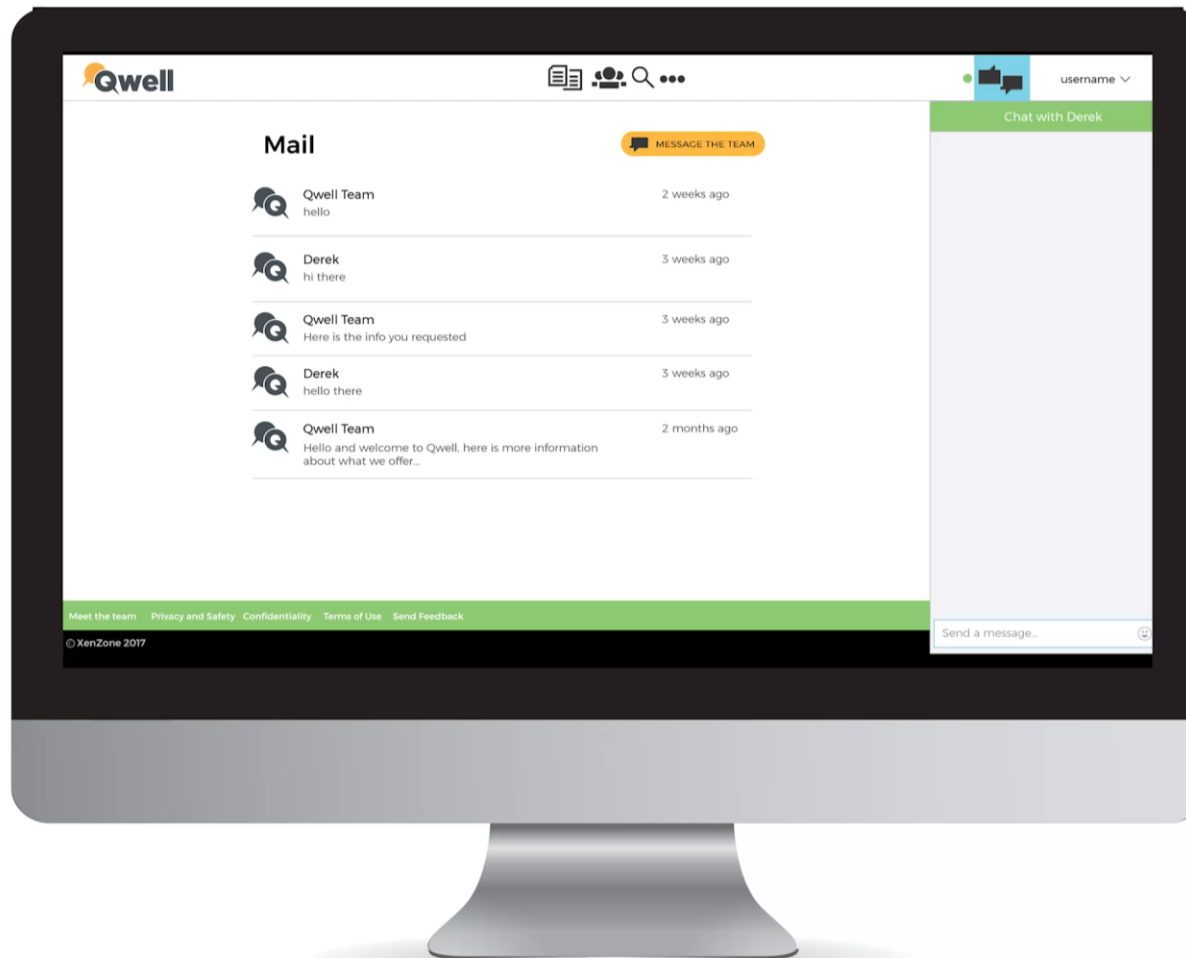 Qwell
username
Chat with Derek
Mail
MESSAGE THE TEAM
Qwell Team
2 weeks ago
hello
Derek
3 weeks ago
hi there
Qwell Team
3 weeks ago
Here is the info you requested
Derek
3 weeks ago
hello there
Qwell Team
2 months ago
Hello and welcome to Qwell, here is more information
about what we offer...
Meet the team Privacy and Safety Confidentiality Terms of Use Send Feedback
© XenZone 2017
Send a message...